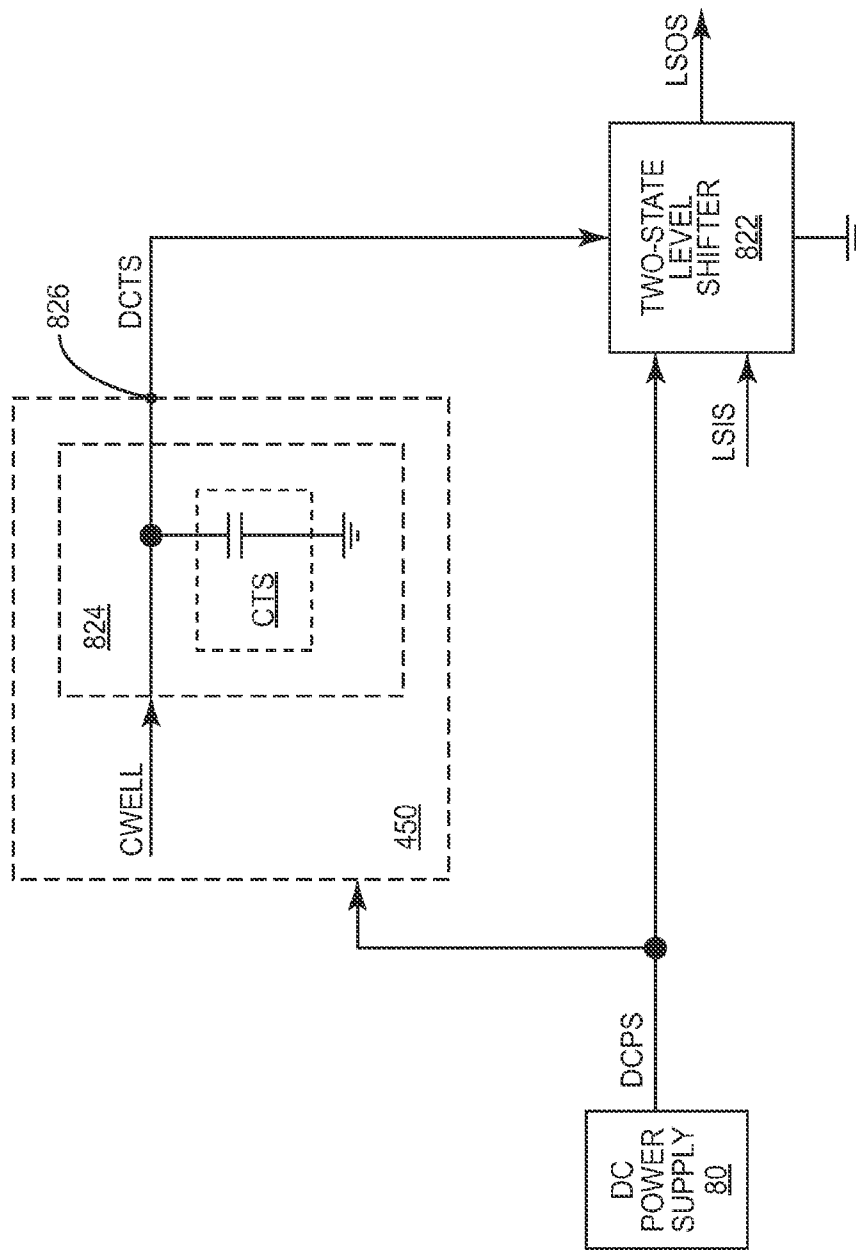 DC
POWER
SUPPLY
80
DCPS
CWELL
450
824
CTS
826
DCTS
LSIS
TWO-STATE
LEVEL
SHIFTER
822
LSOS